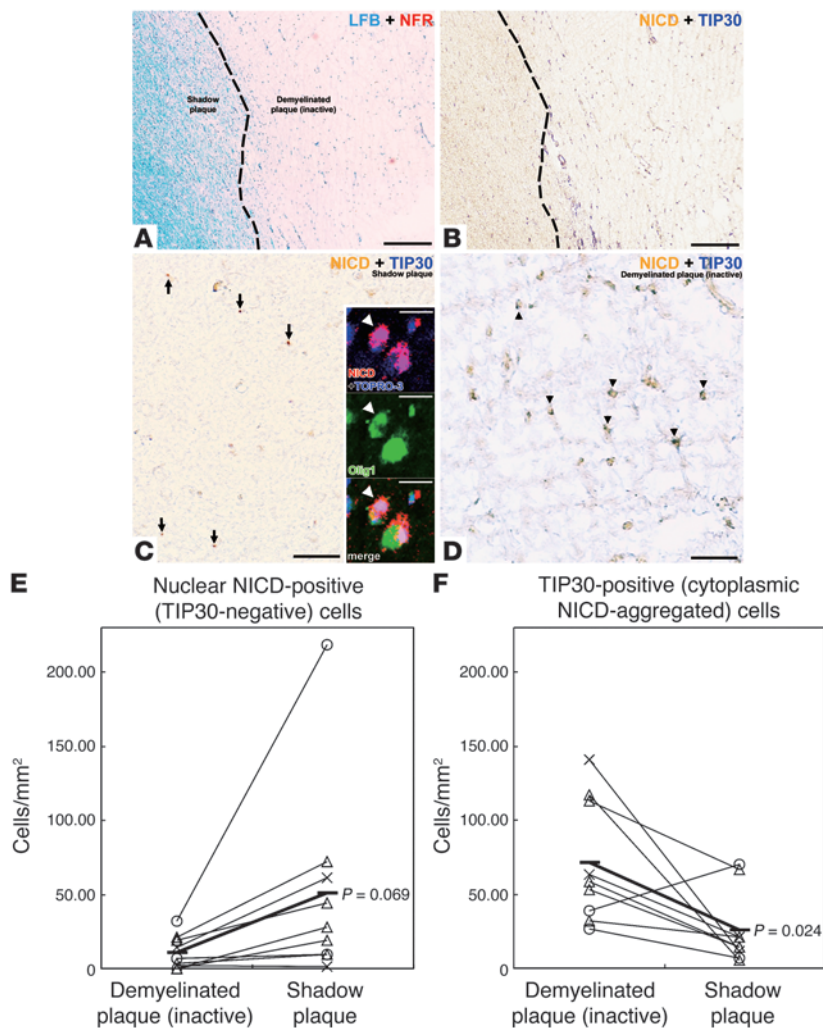 LFB + NFR
Shadow
plaque
Demyelinated
plaque (inactive)
A
NICD + TIP30
B
NICD + TIP30
Shadow plaque
NICD
+TOPRO-3
Olig1
merge
C
NICD + TIP30
Demyelinated plaque (inactive)
D
E
Nuclear NICD-positive
(TIP30-negative) cells
200.00
150.00
100.00
50.00
0
Cells/mm²
P = 0.069
Demyelinated
plaque (inactive)
Shadow
plaque
F
TIP30-positive (cytoplasmic
NICD-aggregated) cells
200.00
150.00
100.00
50.00
0
Cells/mm²
P = 0.024
Demyelinated
plaque (inactive)
Shadow
plaque